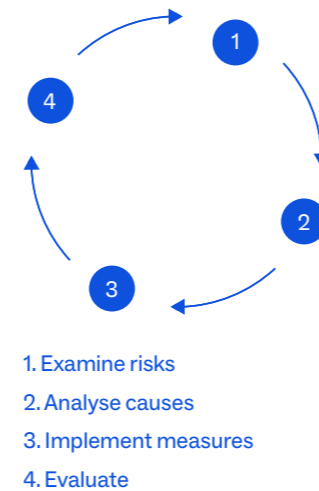 1
4
2
3
1. Examine risks
2. Analyse causes
3. Implement measures
4. Evaluate